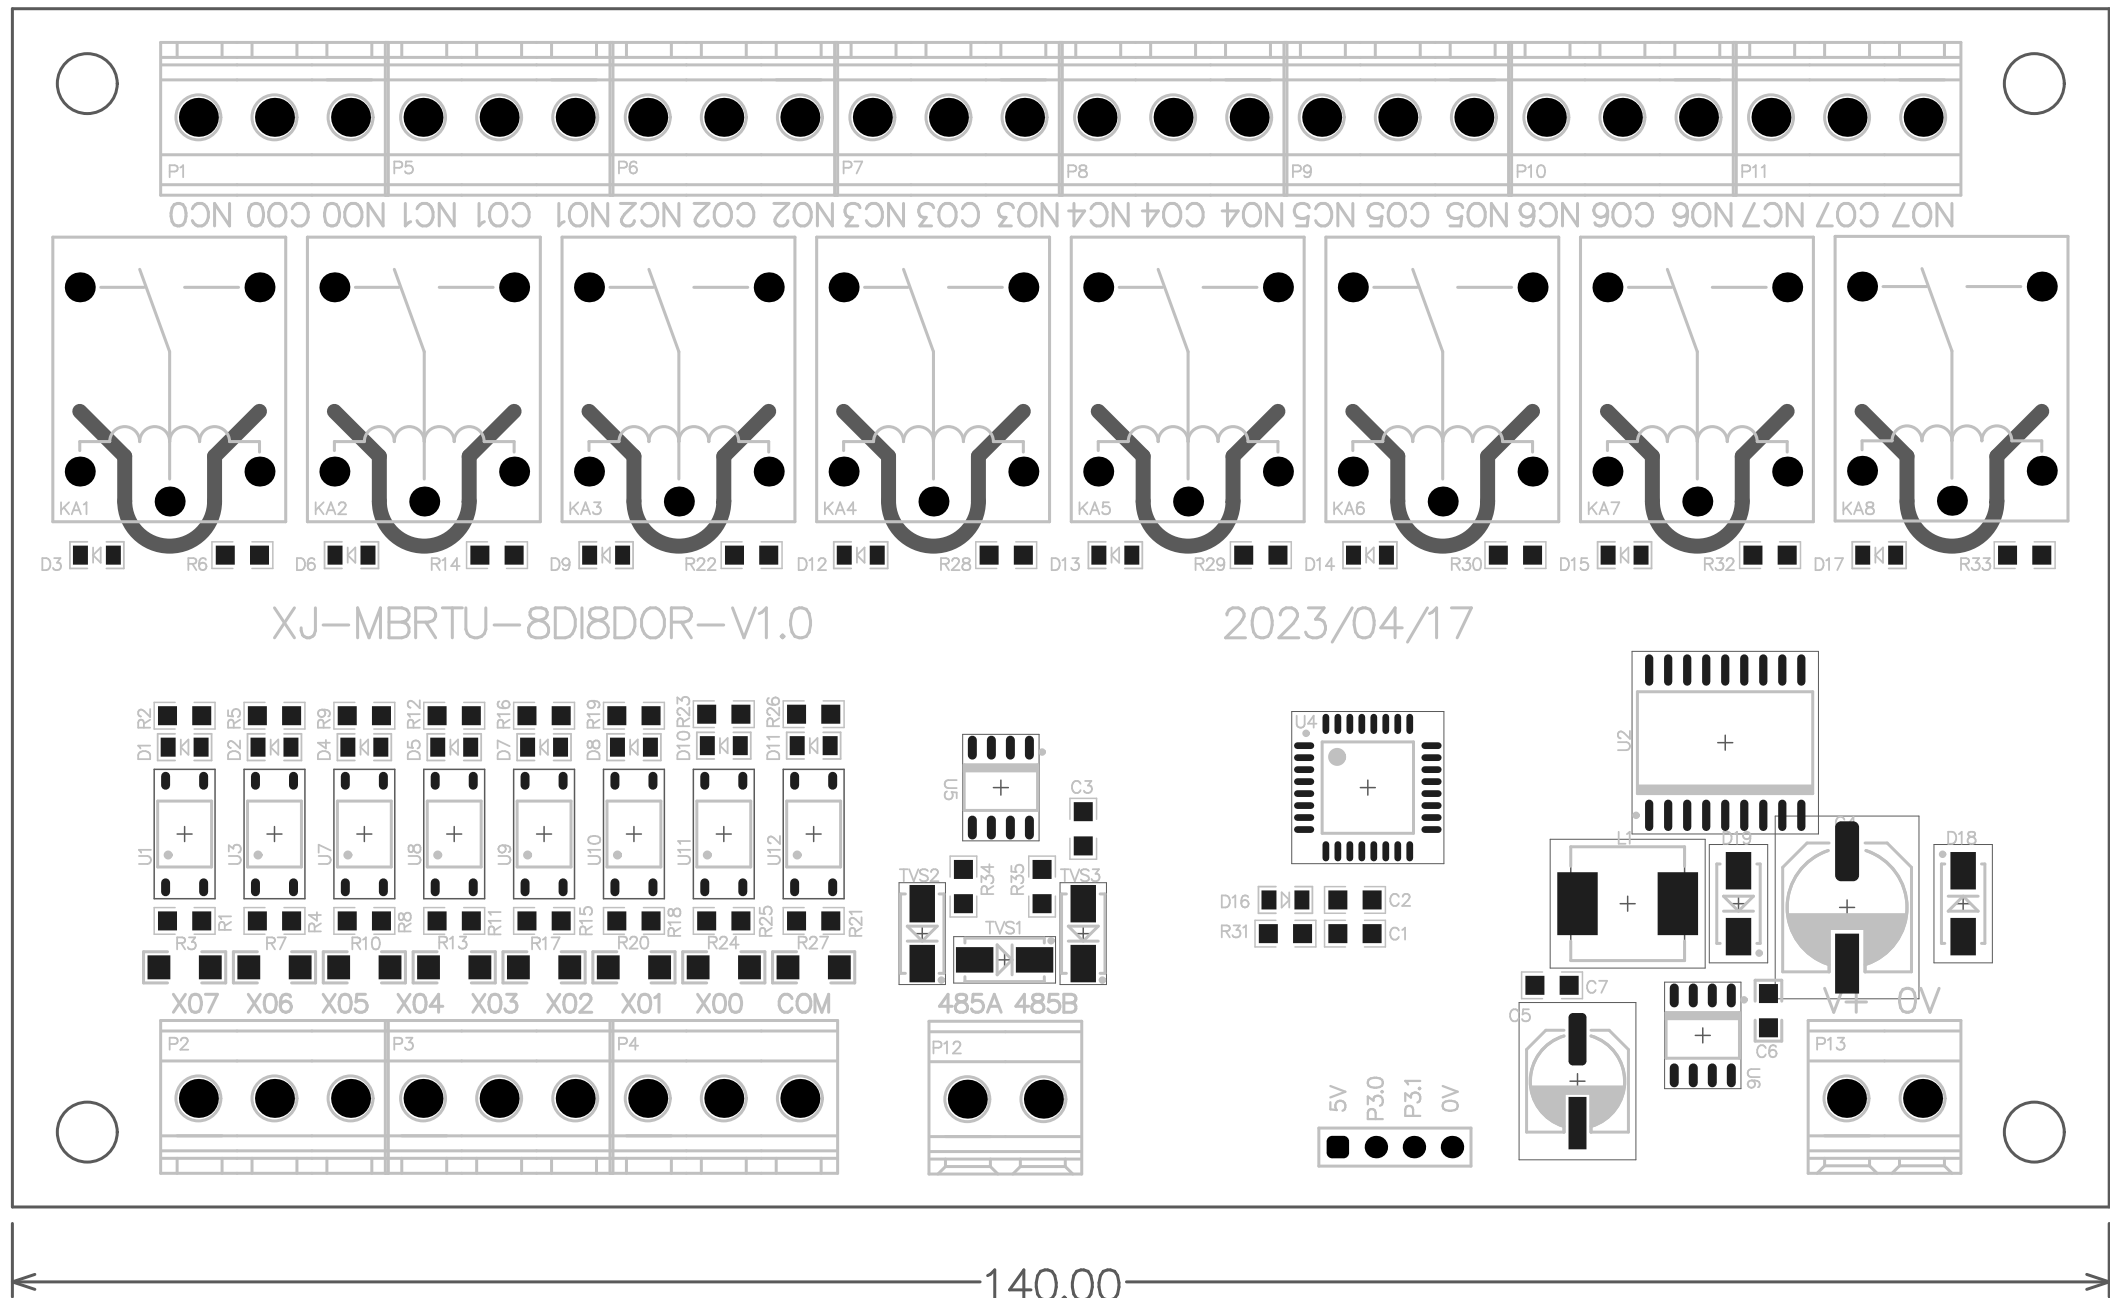 P1 P5 P6 P7 P8 P9 P10 P11
NC0 CO0 NO0 NC1 CO1 NO1 NC2 CO2 NO2 NC3 CO3 NO3 NC4 CO4 NO4 NC5 CO5 NO5 NC6 CO6 NO6 NC7 CO7 NO7
KA1 KA2 KA3 KA4 KA5 KA6 KA7 KA8
D3 R6 D6 R14 D9 R22 D12 R28 D13 R29 D14 R30 D15 R32 D17 R33
XJ-MBRTU-8DI8DOR-V1.0 2023/04/17
R2 R5 R9 R12 R16 R19 R23 R26
D1 D2 D4 D5 D7 D8 D10 D11
U4 U2
U5 C3
U1 U3 U7 U8 U9 U10 U11 U12
L1 D19 D18
TVS2 R34 R35 TVS3
D16 C2
R1 R4 R8 R11 R15 R18 R25 R21
TVS1 R31 C1
R3 R7 R10 R13 R17 R20 R24 R27
C7
X07 X06 X05 X04 X03 X02 X01 X00 COM 485A 485B V+ 0V
C5
P2 P3 P4 P12 C6 P13
U6
5V P3.0 P3.1 0V
140.00